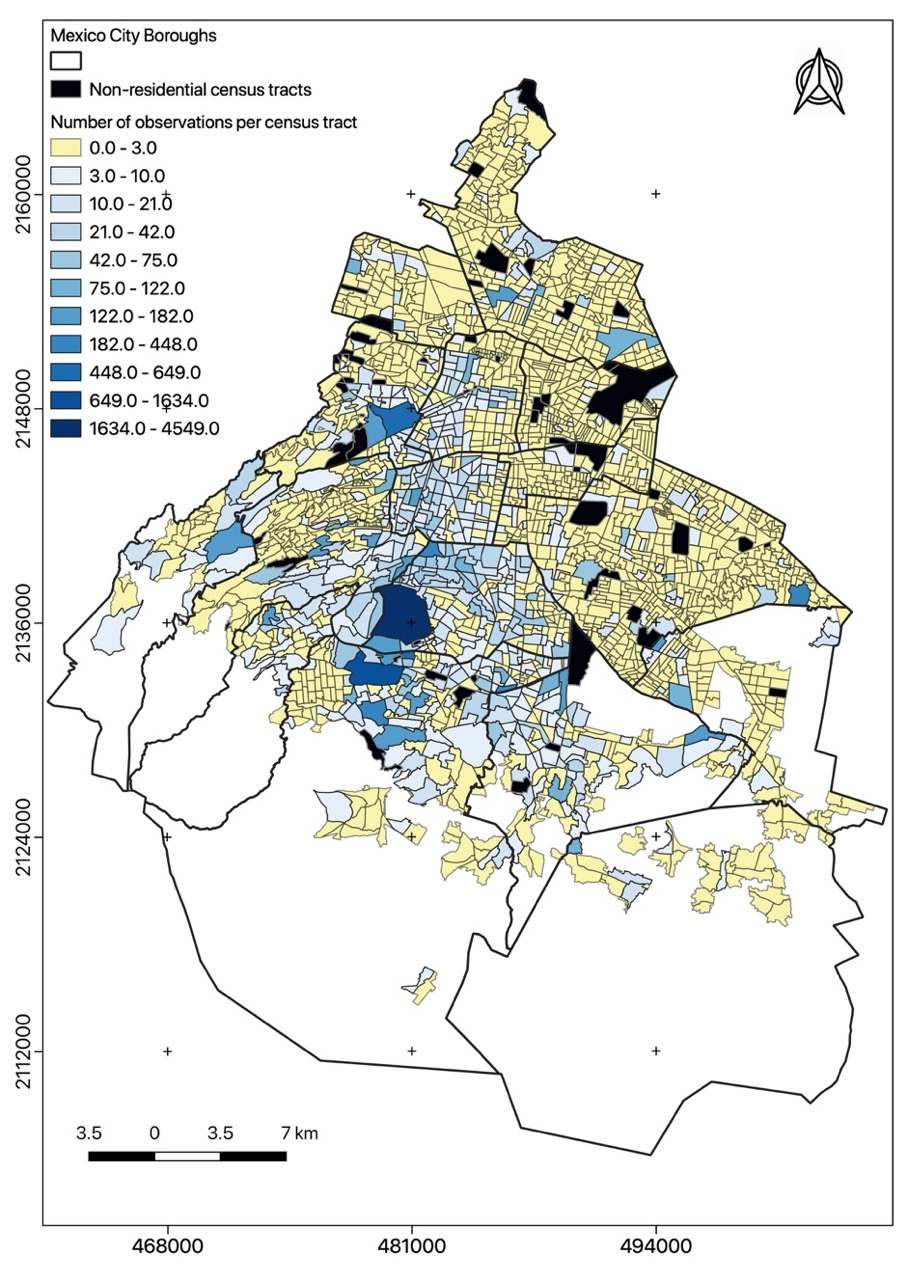 Mexico City Boroughs
Non-residential census tracts
Number of observations per census tract
0.0 - 3.0
3.0 - 10.0
10.0 - 21.0
21.0 - 42.0
42.0 - 75.0
75.0 - 122.0
122.0 - 182.0
182.0 - 448.0
448.0 - 649.0
649.0 - 1634.0
1634.0 - 4549.0
2160000
2148000
2136000
2124000
2112000
3.5 0 3.5 7 km
468000 481000 494000